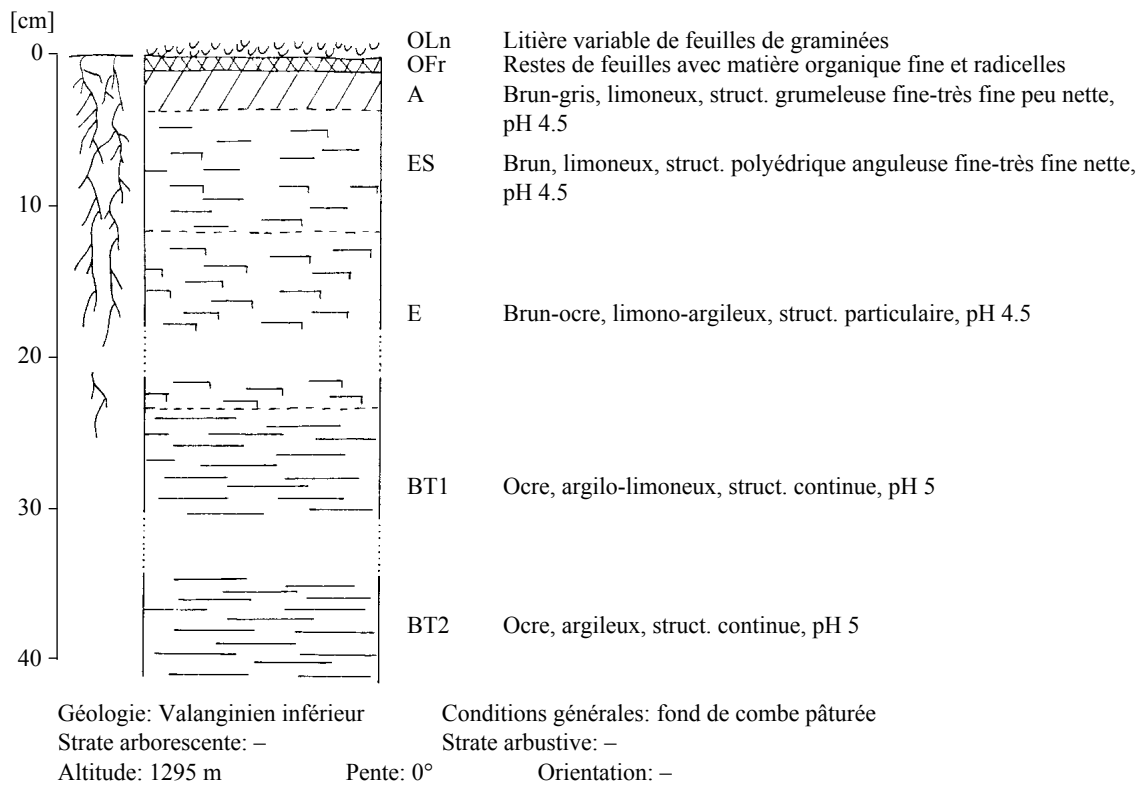 [cm]
0
10
20
30
40
OLn Litière variable de feuilles de graminées
OFr Restes de feuilles avec matière organique fine et radicelles
A Brun-gris, limoneux, struct. grumeleuse fine-très fine peu nette,
pH 4.5
ES Brun, limoneux, struct. polyédrique anguleuse fine-très fine nette,
pH 4.5
E Brun-ocre, limono-argileux, struct. particulaire, pH 4.5
BT1 Ocre, argilo-limoneux, struct. continue, pH 5
BT2 Ocre, argileux, struct. continue, pH 5
Géologie: Valanginien inférieur Conditions générales: fond de combe pâturée
Strate arborescente: – Strate arbustive: –
Altitude: 1295 m Pente: 0° Orientation: –